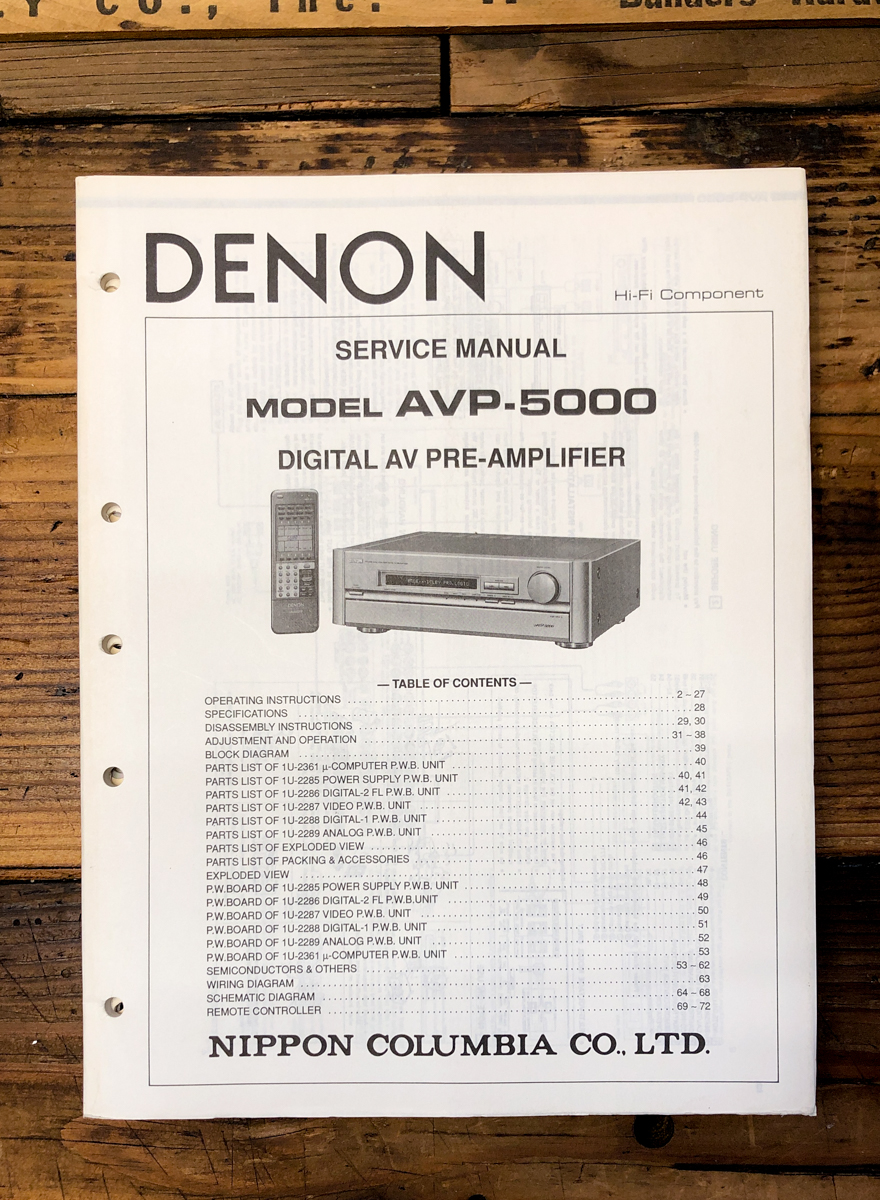 Y CO., Inc.
Builders Hardw
DENON
Hi-Fi Component
SERVICE MANUAL
MODEL AVP-5000
DIGITAL AV PRE-AMPLIFIER
DENON
— TABLE OF CONTENTS —
OPERATING INSTRUCTIONS 2 ~ 27
SPECIFICATIONS 28
DISASSEMBLY INSTRUCTIONS 29, 30
ADJUSTMENT AND OPERATION 31 ~ 38
BLOCK DIAGRAM 39
PARTS LIST OF 1U-2361 μ-COMPUTER P.W.B. UNIT 40
PARTS LIST OF 1U-2285 POWER SUPPLY P.W.B. UNIT 40, 41
PARTS LIST OF 1U-2286 DIGITAL-2 FL P.W.B. UNIT 41, 42
PARTS LIST OF 1U-2287 VIDEO P.W.B. UNIT 42, 43
PARTS LIST OF 1U-2288 DIGITAL-1 P.W.B. UNIT 44
PARTS LIST OF 1U-2289 ANALOG P.W.B. UNIT 45
PARTS LIST OF EXPLODED VIEW 46
PARTS LIST OF PACKING & ACCESSORIES 46
EXPLODED VIEW 47
P.W.BOARD OF 1U-2285 POWER SUPPLY P.W.B. UNIT 48
P.W.BOARD OF 1U-2286 DIGITAL-2 FL P.W.B.UNIT 49
P.W.BOARD OF 1U-2287 VIDEO P.W.B. UNIT 50
P.W.BOARD OF 1U-2288 DIGITAL-1 P.W.B. UNIT 51
P.W.BOARD OF 1U-2289 ANALOG P.W.B. UNIT 52
P.W.BOARD OF 1U-2361 μ-COMPUTER P.W.B. UNIT 53
SEMICONDUCTORS & OTHERS 53 ~ 62
WIRING DIAGRAM 63
SCHEMATIC DIAGRAM 64 ~ 68
REMOTE CONTROLLER 69 ~ 72
NIPPON COLUMBIA CO., LTD.